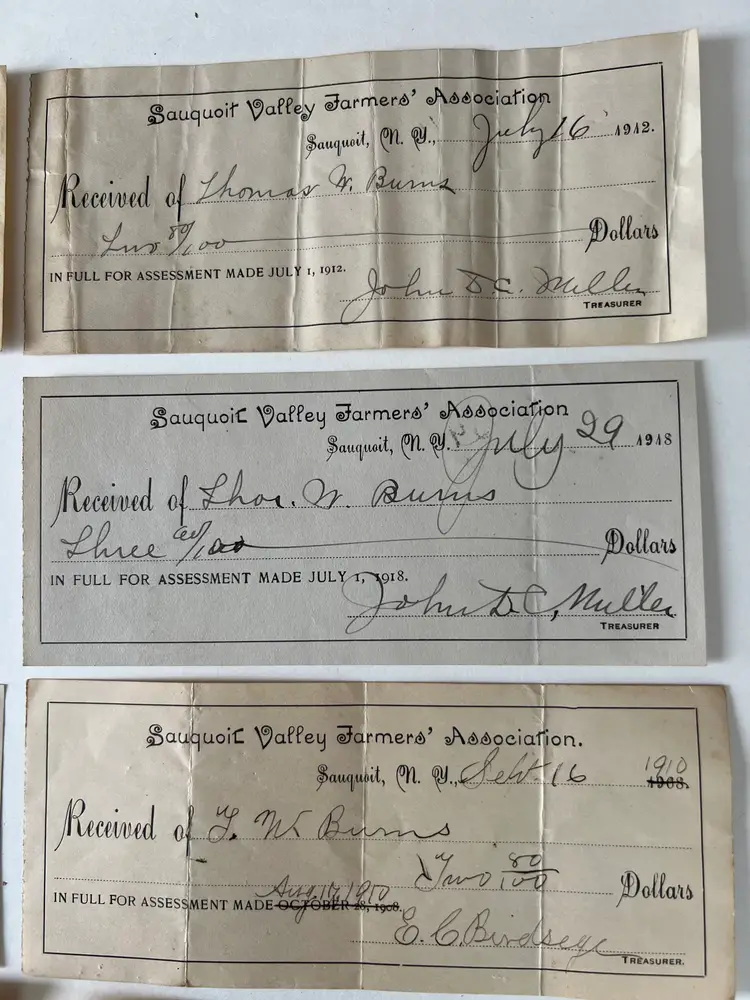 Sauquoit Valley Farmers' Association
Sauquoit, N. Y., July 16 1912.
Received of Thomas W. Burns
Two 80/100 Dollars
IN FULL FOR ASSESSMENT MADE JULY 1, 1912.
John D C. Miller
TREASURER
Sauquoit Valley Farmers' Association
Sauquoit, N. Y. July 29 1918
Received of Thos. W. Burns
Three /100 Dollars
IN FULL FOR ASSESSMENT MADE JULY 1, 1918.
John D. C. Miller
TREASURER
Sauquoit Valley Farmers' Association.
Sauquoit, N. Y., Sept. 16 1910 1908.
Received of T. W Burns
Two 80/100 Dollars
IN FULL FOR ASSESSMENT MADE OCTOBER 28, 1908. Aug, 1910
E. C. Birdseye
TREASURER.